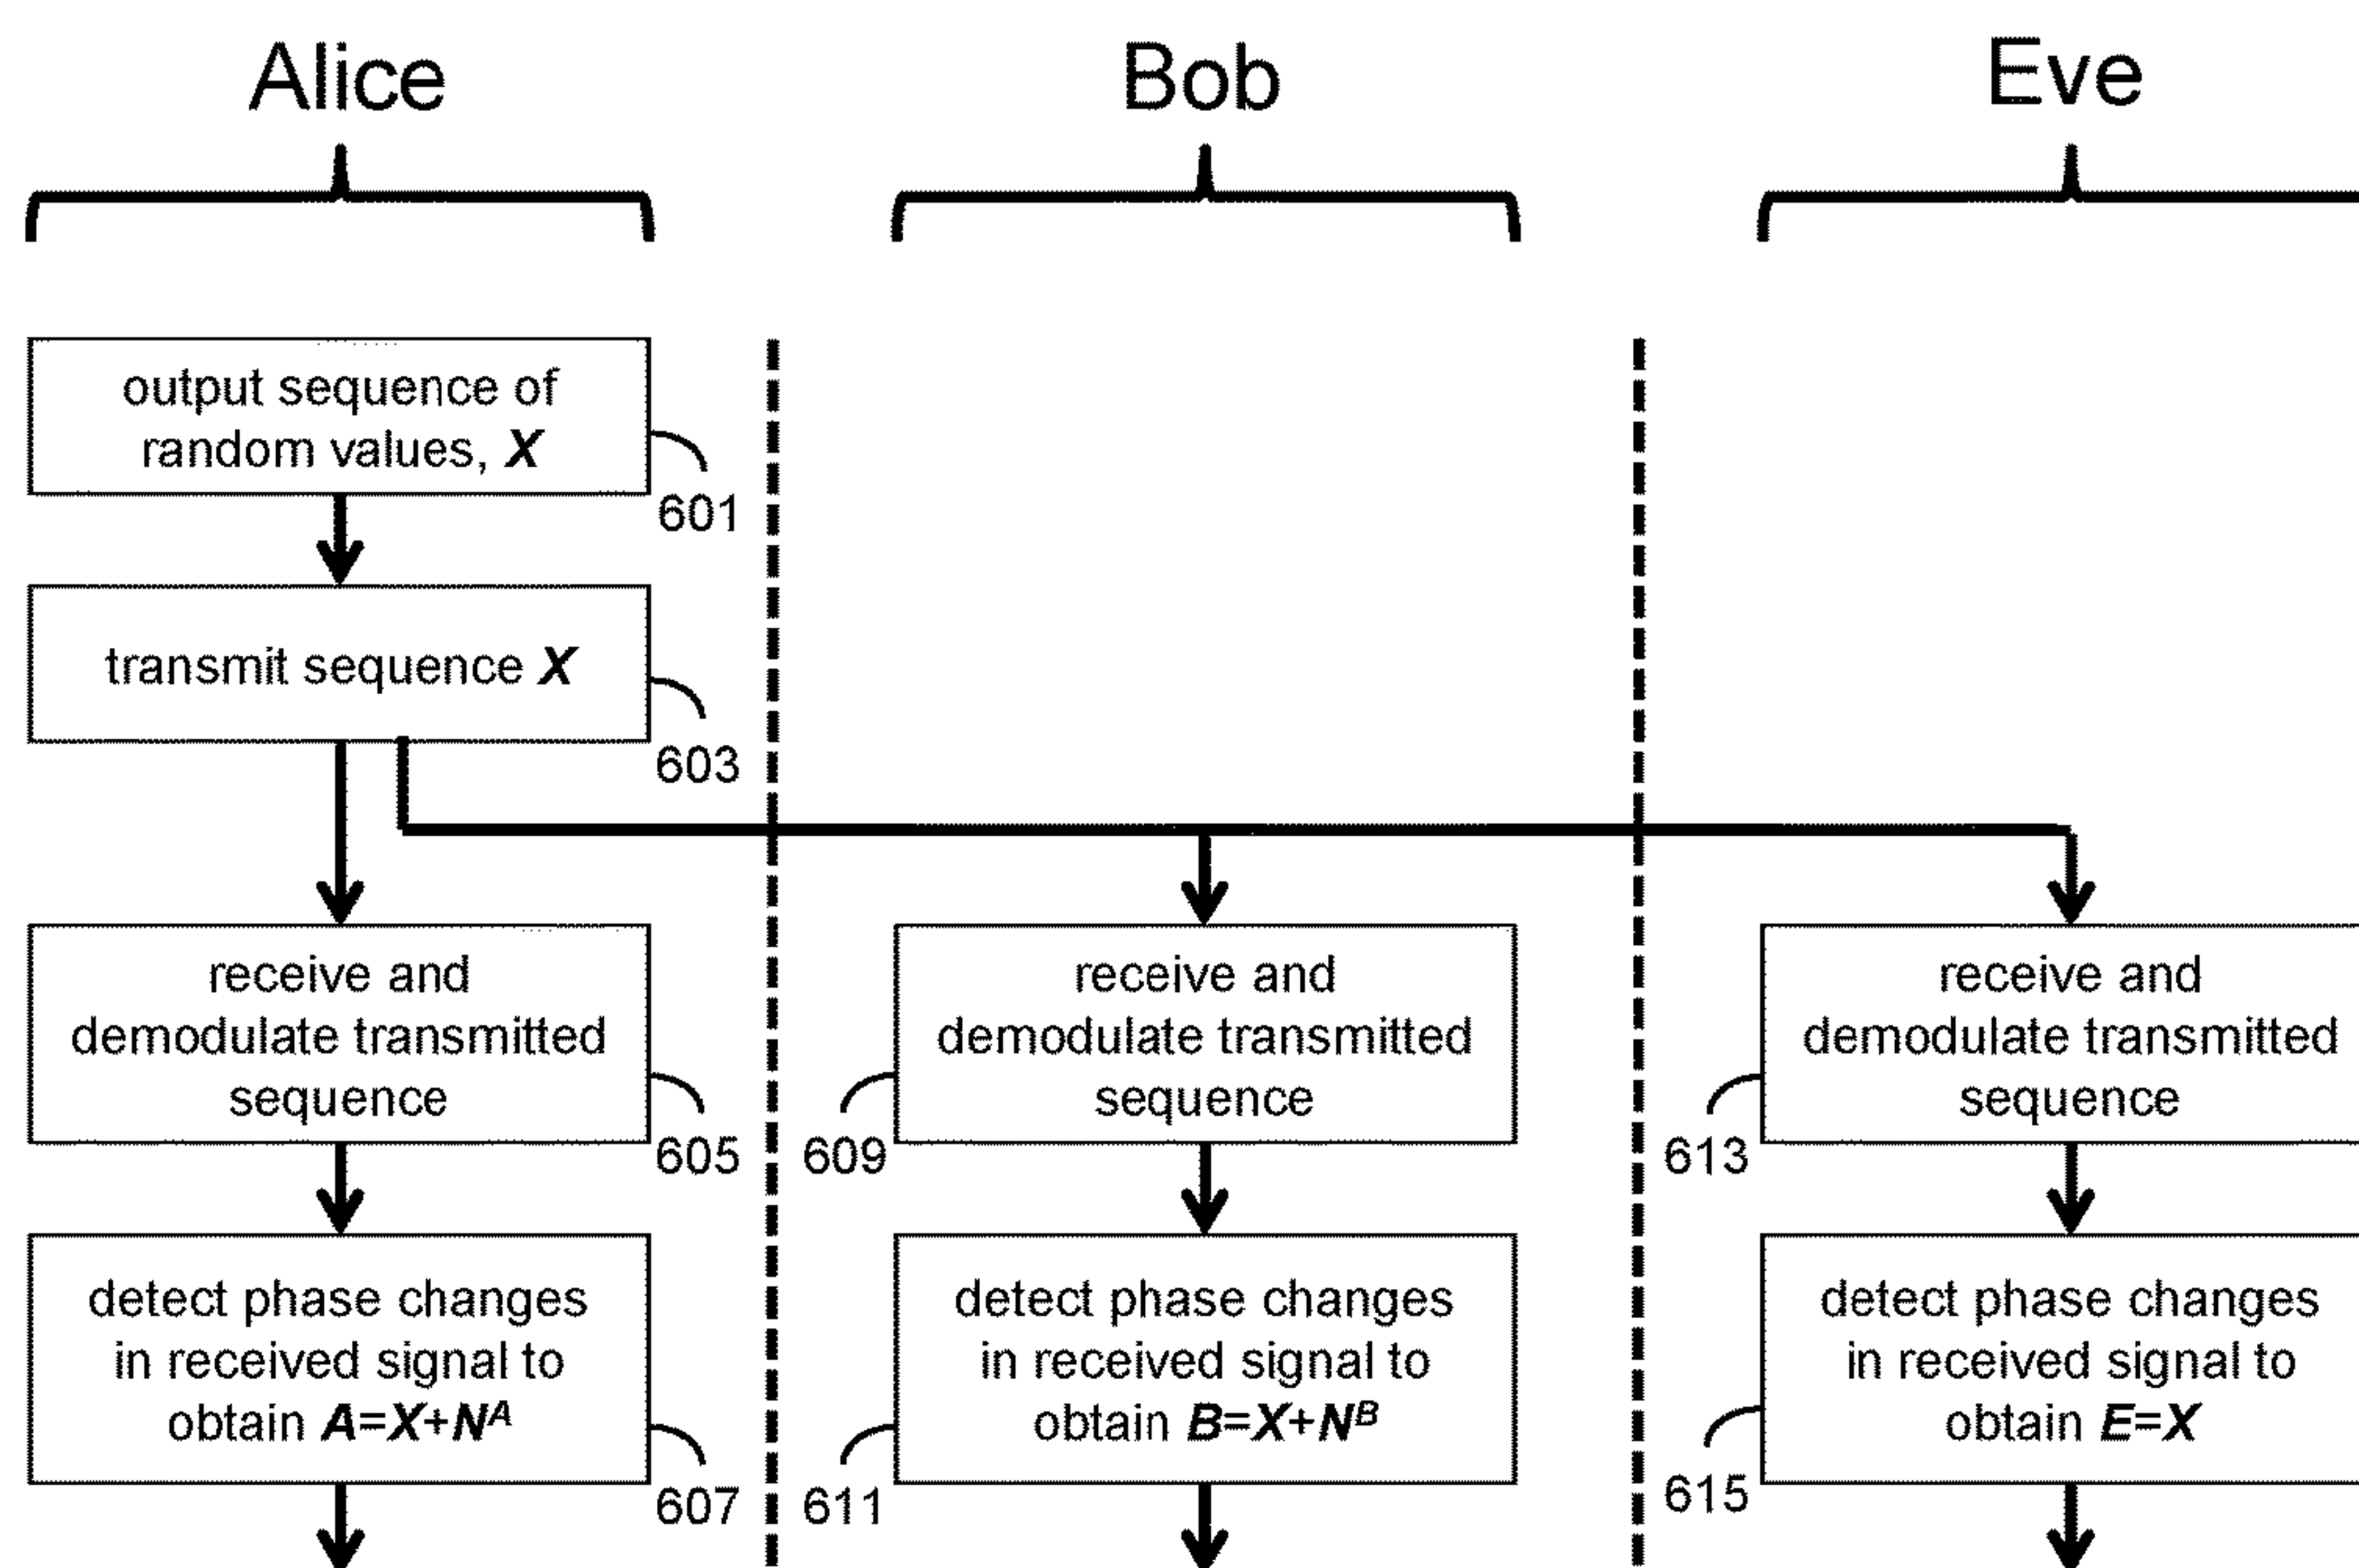 Alice
Bob
Eve
output sequence of
random values, X
601
transmit sequence X
603
receive and
demodulate transmitted
sequence
605
receive and
demodulate transmitted
sequence
609
receive and
demodulate transmitted
sequence
613
detect phase changes
in received signal to
obtain A=X+Nᴬ
607
detect phase changes
in received signal to
obtain B=X+Nᴮ
611
detect phase changes
in received signal to
obtain E=X
615